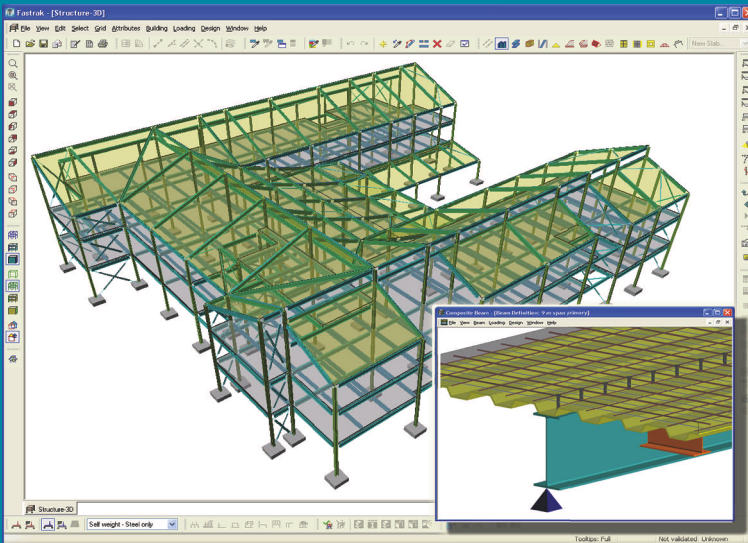 Fastrak - [Structure-3D]
File View Edit Select Grid Attributes Building Loading Design Window Help
New Slab...
Composite Beam - [Beam Definition: 9 m span primary]
File View Beam Loading Design Window Help
Structure-3D
Self weight - Steel only
Tooltips: Full Not validated Unknown